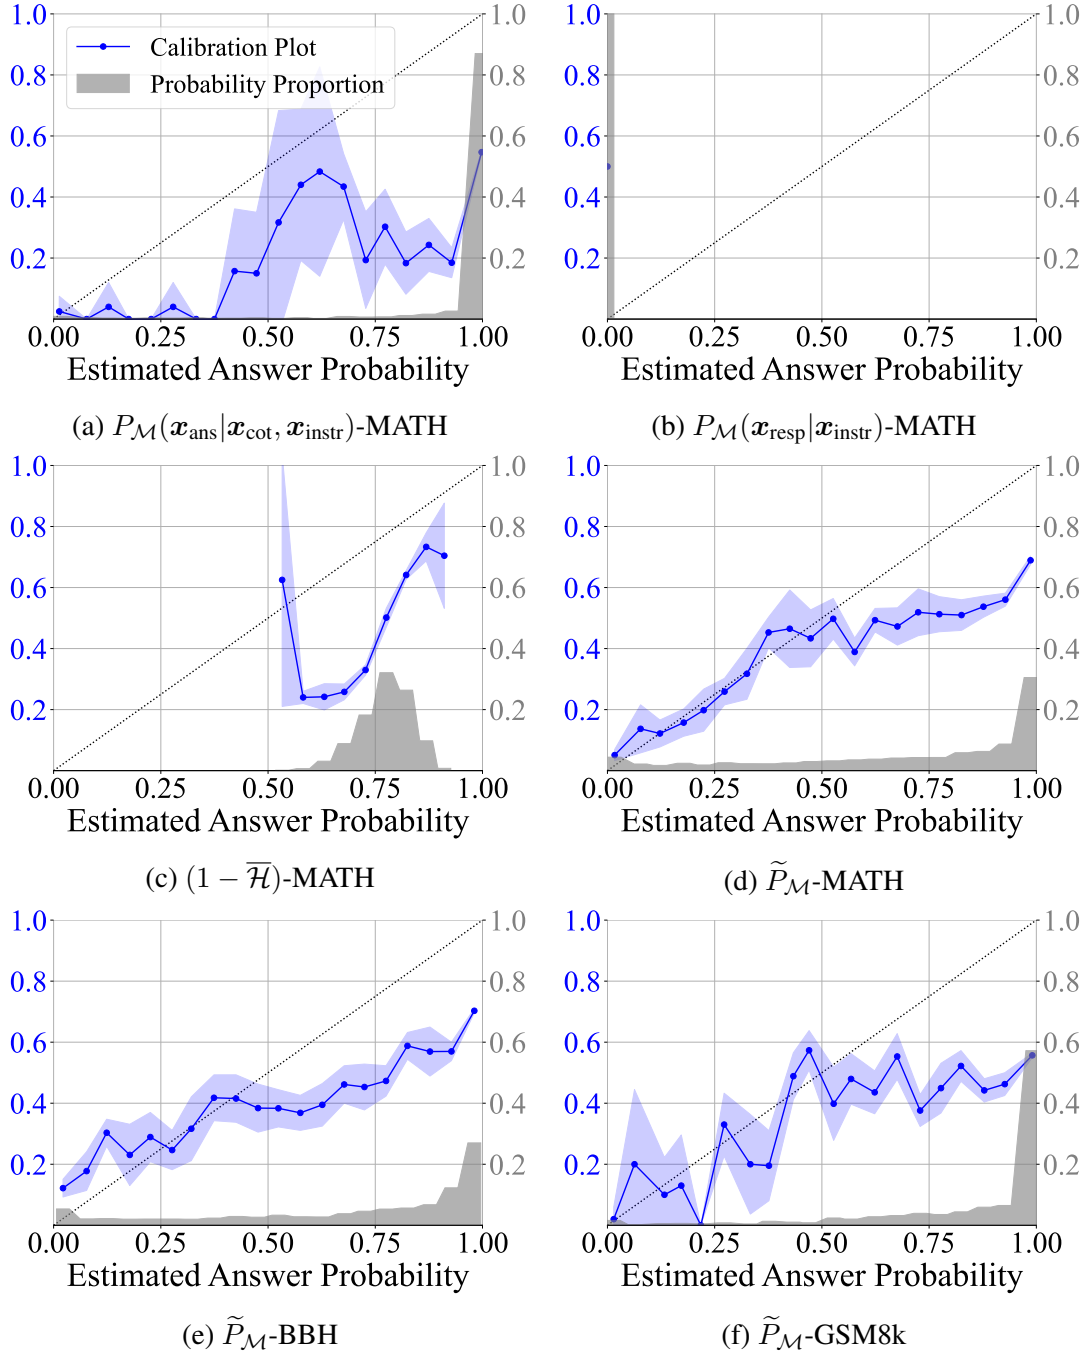 1.0 1.0 1.0 1.0
Calibration Plot
0.8 0.8 0.8 0.8
Probability Proportion
0.6 0.6 0.6 0.6
0.4 0.4 0.4 0.4
0.2 0.2 0.2 0.2
0.00 0.25 0.50 0.75 1.00 0.00 0.25 0.50 0.75 1.00
Estimated Answer Probability Estimated Answer Probability
(a) P_M(x_ans|x_cot, x_instr)-MATH (b) P_M(x_resp|x_instr)-MATH
1.0 1.0 1.0 1.0
0.8 0.8 0.8 0.8
0.6 0.6 0.6 0.6
0.4 0.4 0.4 0.4
0.2 0.2 0.2 0.2
0.00 0.25 0.50 0.75 1.00 0.00 0.25 0.50 0.75 1.00
Estimated Answer Probability Estimated Answer Probability
(c) (1 − H̅)-MATH (d) P̃_M-MATH
1.0 1.0 1.0 1.0
0.8 0.8 0.8 0.8
0.6 0.6 0.6 0.6
0.4 0.4 0.4 0.4
0.2 0.2 0.2 0.2
0.00 0.25 0.50 0.75 1.00 0.00 0.25 0.50 0.75 1.00
Estimated Answer Probability Estimated Answer Probability
(e) P̃_M-BBH (f) P̃_M-GSM8k